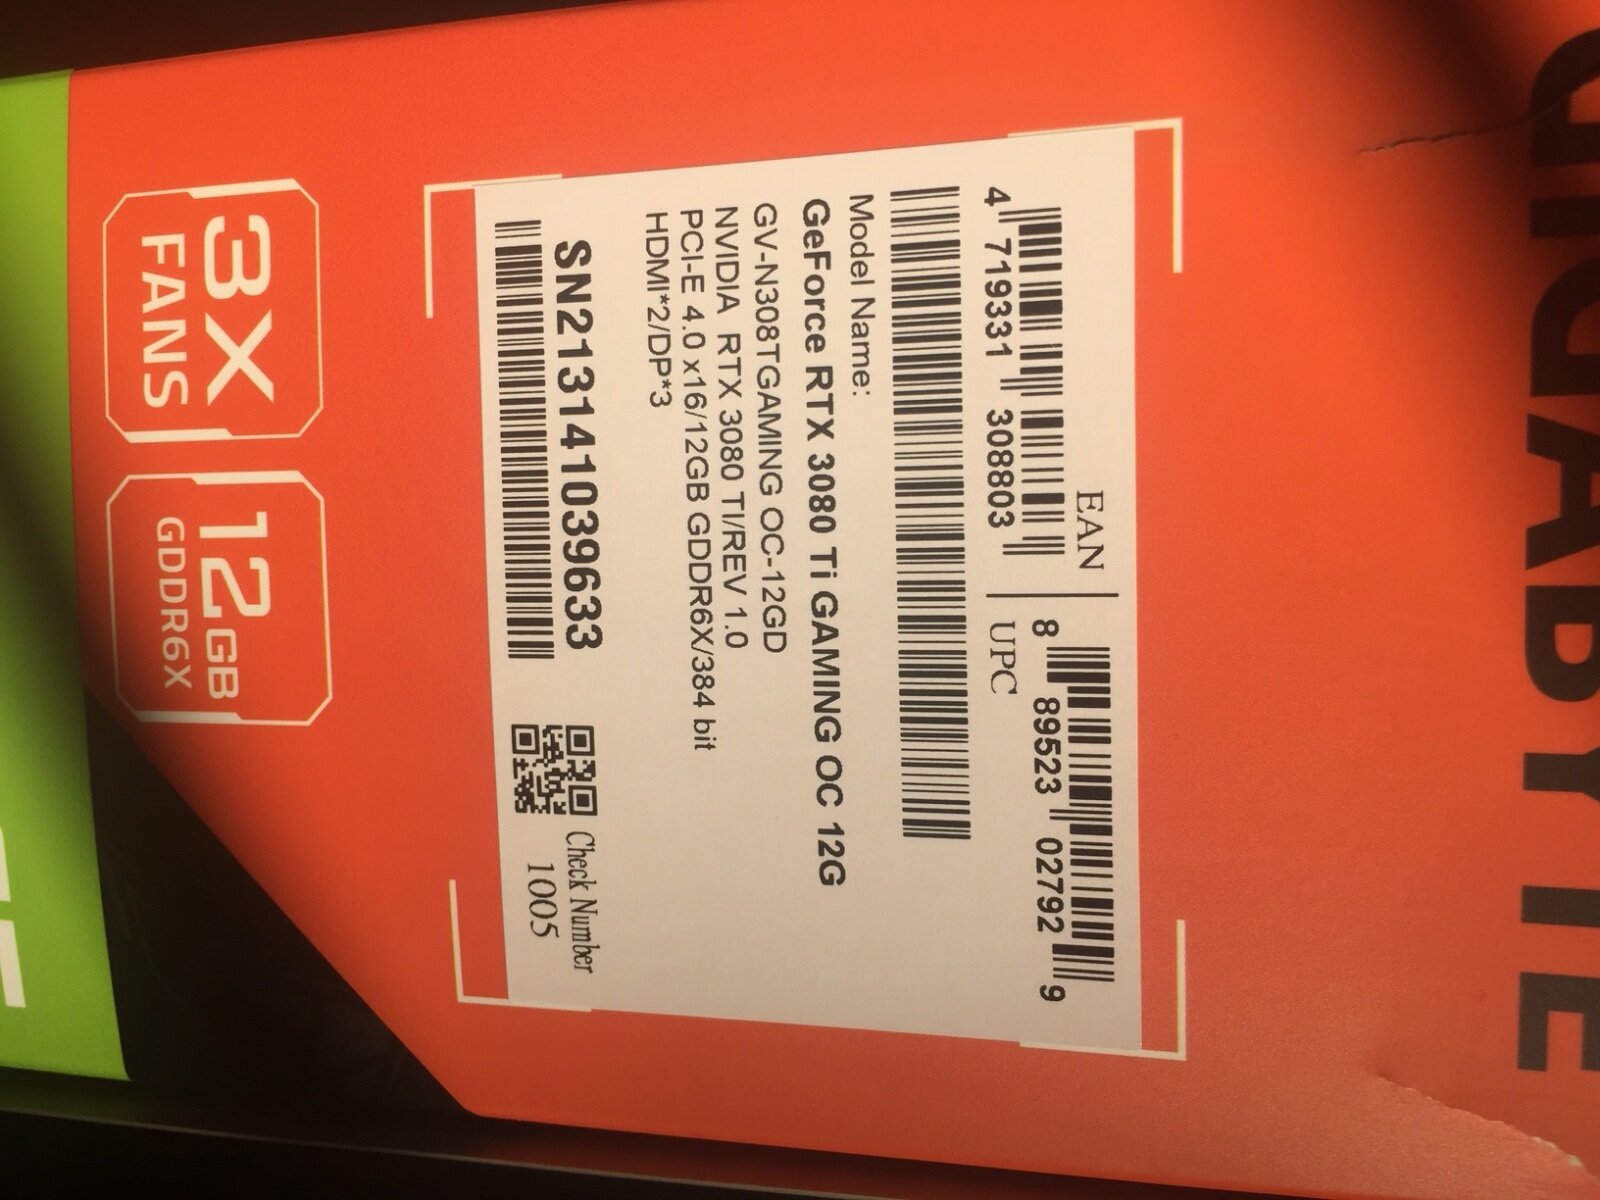 GIGABYTE
EAN
UPC
4 719331 308803
8 89523 02792 9
Model Name:
GeForce RTX 3080 Ti GAMING OC 12G
GV-N308TGAMING OC-12GD
NVIDIA RTX 3080 TI/REV 1.0
PCI-E 4.0 x16/12GB GDDR6X/384 bit
HDMI*2/DP*3
SN213141039633
Check Number
1005
3X
FANS
12GB
GDDR6X